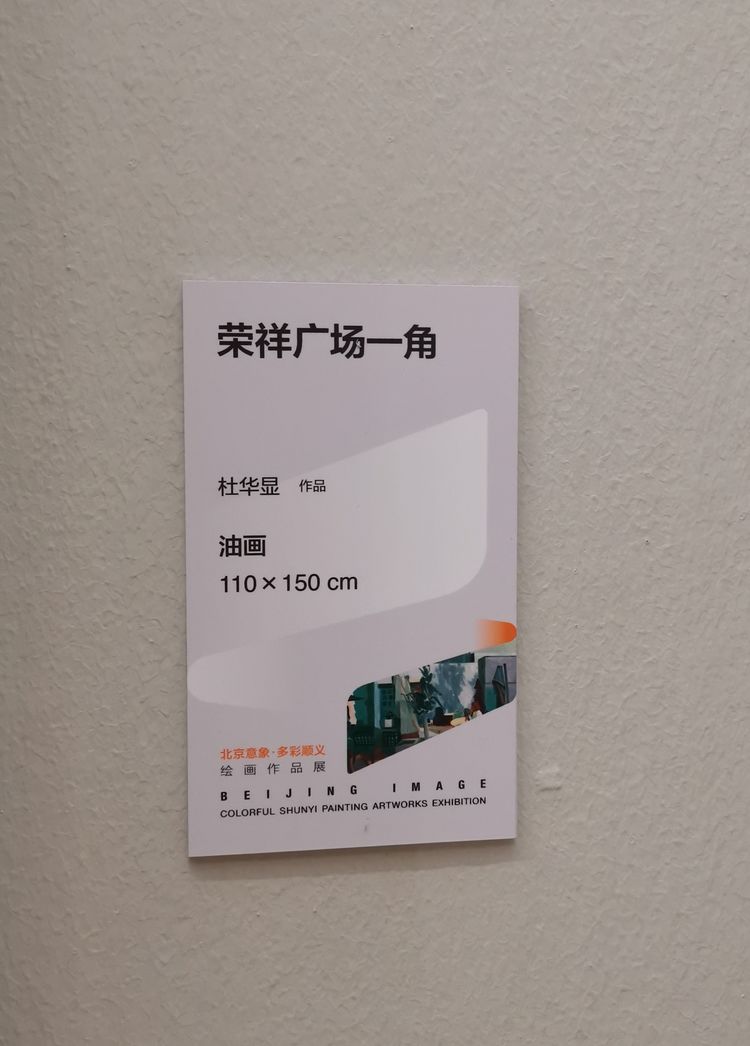 荣祥广场一角
杜华显 作品
油画
110×150 cm
北京意象·多彩顺义
绘画作品展
BEIJING IMAGE
COLORFUL SHUNYI PAINTING ARTWORKS EXHIBITION